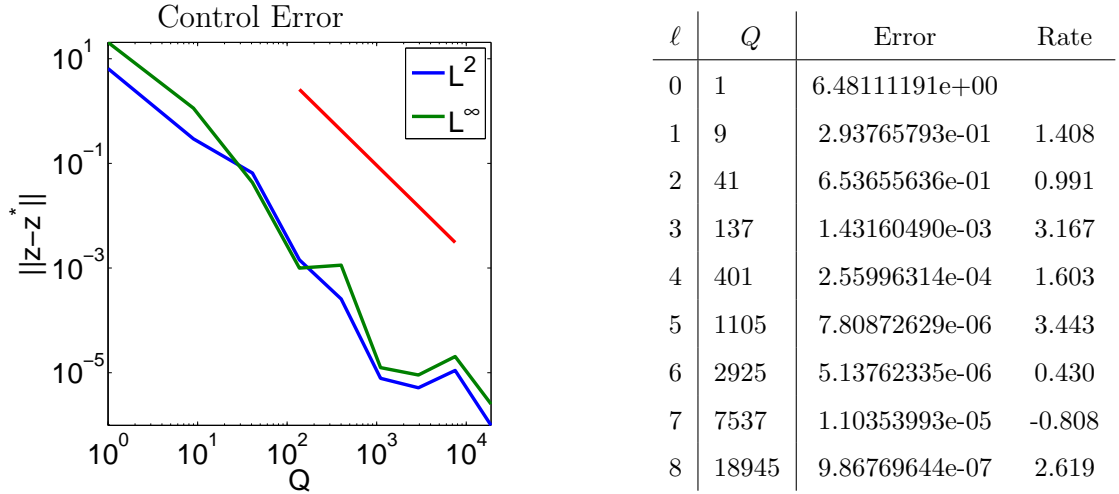 Control Error
10^1
10^-1
10^-3
10^-5
||z−z*||
10^0 10^1 10^2 10^3 10^4
Q
L^2
L^∞
ℓ Q Error Rate
0 1 6.48111191e+00
1 9 2.93765793e-01 1.408
2 41 6.53655636e-01 0.991
3 137 1.43160490e-03 3.167
4 401 2.55996314e-04 1.603
5 1105 7.80872629e-06 3.443
6 2925 5.13762335e-06 0.430
7 7537 1.10353993e-05 -0.808
8 18945 9.86769644e-07 2.619